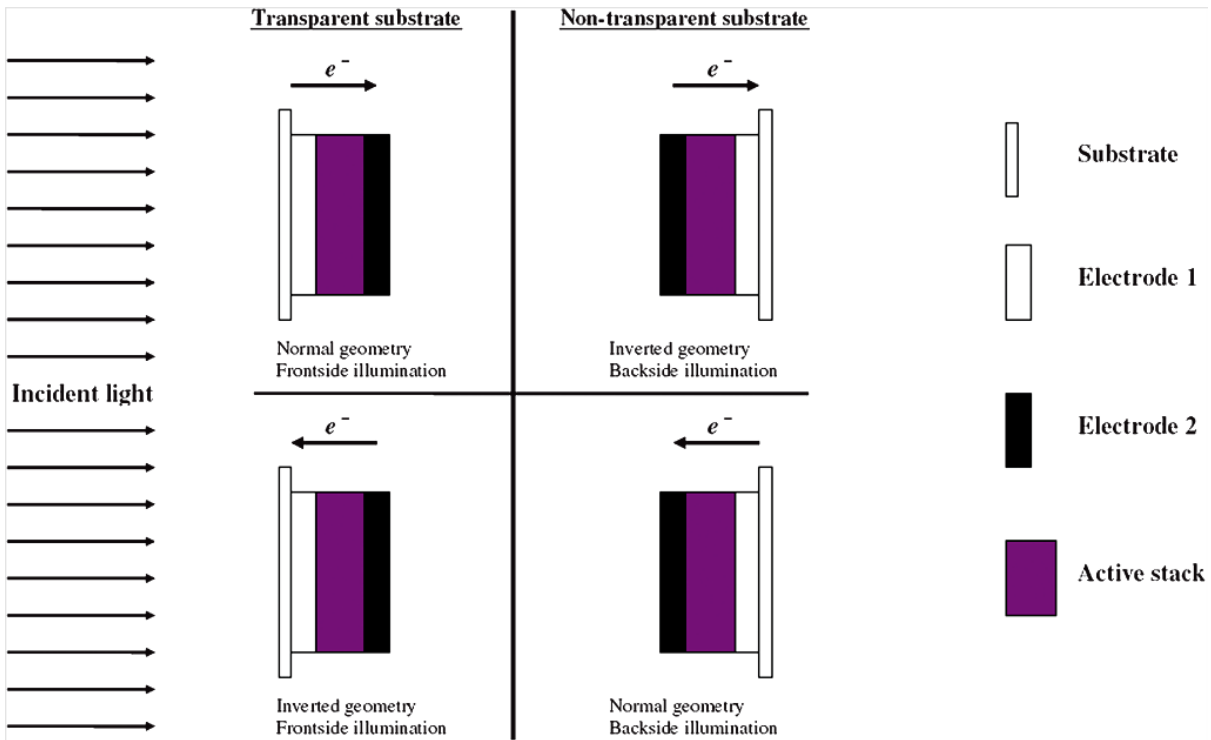 Transparent substrate
Non-transparent substrate
e⁻
e⁻
Normal geometry
Frontside illumination
Inverted geometry
Backside illumination
Incident light
e⁻
e⁻
Inverted geometry
Frontside illumination
Normal geometry
Backside illumination
Substrate
Electrode 1
Electrode 2
Active stack